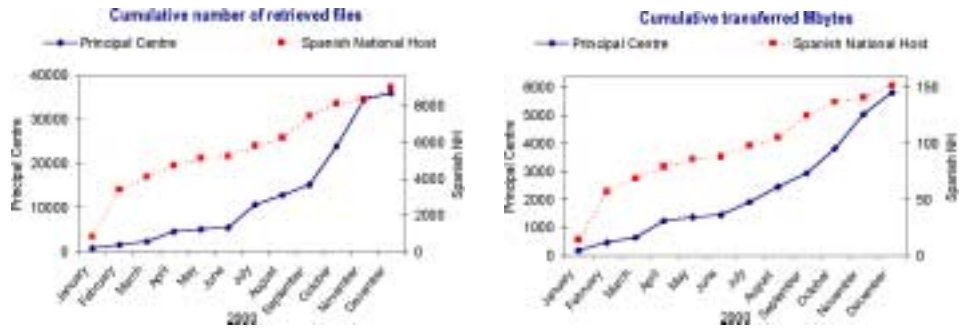 Cumulative number of retrieved files
Principal Centre
Spanish National Host
40000
30000
20000
10000
0
Principal Centre
8000
6000
4000
2000
0
Spanish NH
January
February
March
April
May
June
July
August
September
October
November
December
2000
Cumulative transferred Mbytes
Principal Centre
Spanish National Host
6000
5000
4000
3000
2000
1000
0
Principal Centre
150
100
50
0
Spanish NH
January
February
March
April
May
June
July
August
September
October
November
December
2000